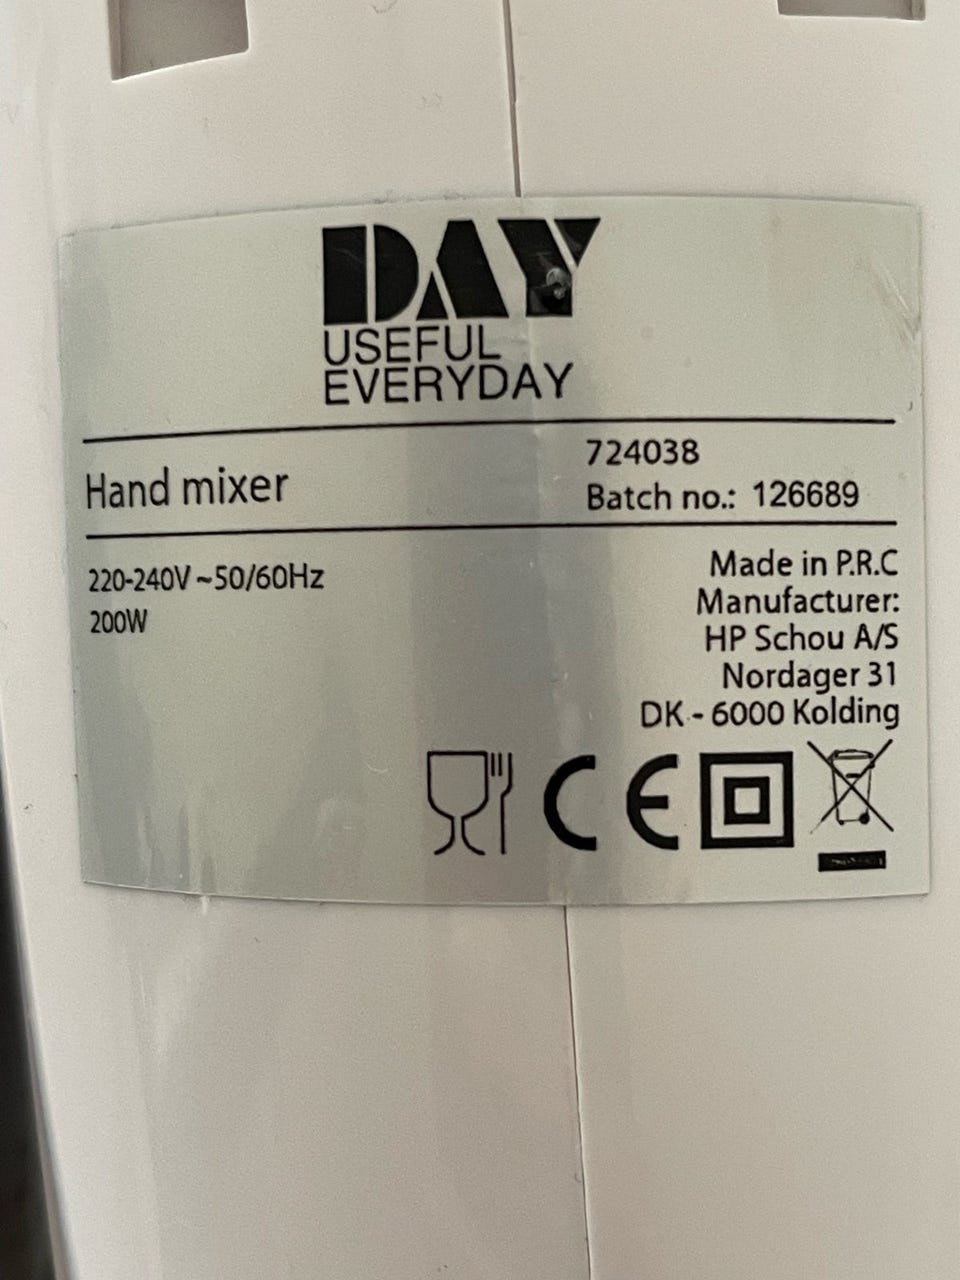 DAY
USEFUL
EVERYDAY
Hand mixer
724038
Batch no.: 126689
220-240V ~ 50/60Hz
200W
Made in P.R.C
Manufacturer:
HP Schou A/S
Nordager 31
DK - 6000 Kolding
CE